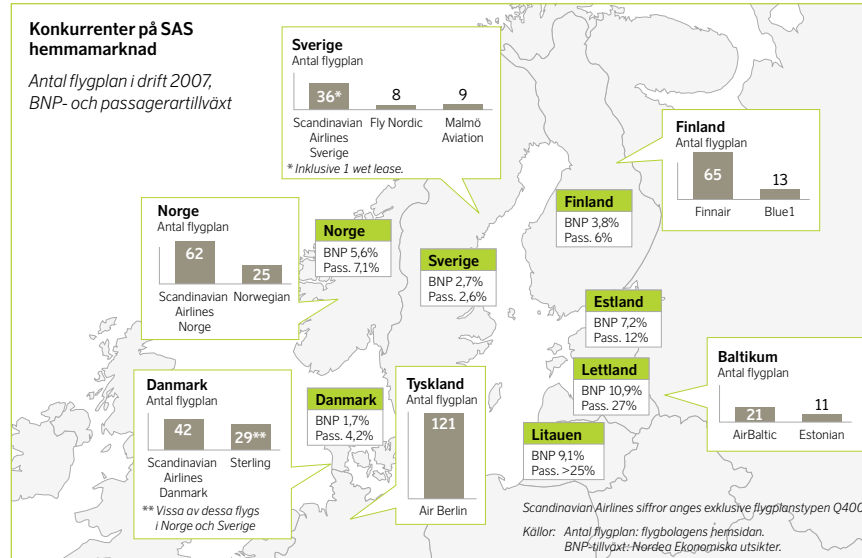 Konkurrenter på SAS
hemmamarknad
Antal flygplan i drift 2007,
BNP- och passagerartillväxt
Sverige
Antal flygplan
36*
8
9
Scandinavian
Airlines
Sverige
Fly Nordic
Malmö
Aviation
* Inklusive 1 wet lease.
Finland
Antal flygplan
65
13
Finnair
Blue1
Norge
Antal flygplan
62
25
Scandinavian
Airlines
Norge
Norwegian
Norge
BNP 5,6%
Pass. 7,1%
Sverige
BNP 2,7%
Pass. 2,6%
Finland
BNP 3,8%
Pass. 6%
Estland
BNP 7,2%
Pass. 12%
Lettland
BNP 10,9%
Pass. 27%
Litauen
BNP 9,1%
Pass. >25%
Danmark
BNP 1,7%
Pass. 4,2%
Danmark
Antal flygplan
42
29**
Scandinavian
Airlines
Danmark
Sterling
** Vissa av dessa flygs
i Norge och Sverige
Tyskland
Antal flygplan
121
Air Berlin
Baltikum
Antal flygplan
21
11
AirBaltic
Estonian
Scandinavian Airlines siffror anges exklusive flygplanstypen Q400
Källor: Antal flygplan: flygbolagens hemsidan.
BNP-tillväxt: Nordea Ekonomiska utsikter.